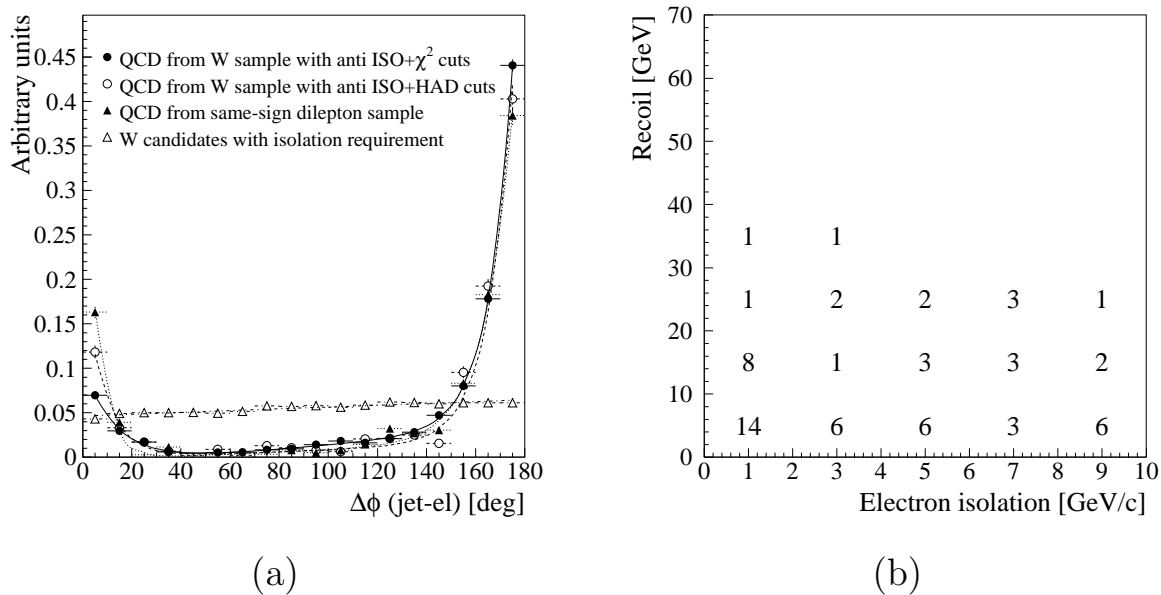 Arbitrary units
0.45
0.4
0.35
0.3
0.25
0.2
0.15
0.1
0.05
0
QCD from W sample with anti ISO+χ² cuts
QCD from W sample with anti ISO+HAD cuts
QCD from same-sign dilepton sample
W candidates with isolation requirement
0 20 40 60 80 100 120 140 160 180
Δϕ (jet-el) [deg]
(a)
Recoil [GeV]
70
60
50
40
30
20
10
0
1 1
1 2 2 3 1
8 1 3 3 2
14 6 6 3 6
0 1 2 3 4 5 6 7 8 9 10
Electron isolation [GeV/c]
(b)